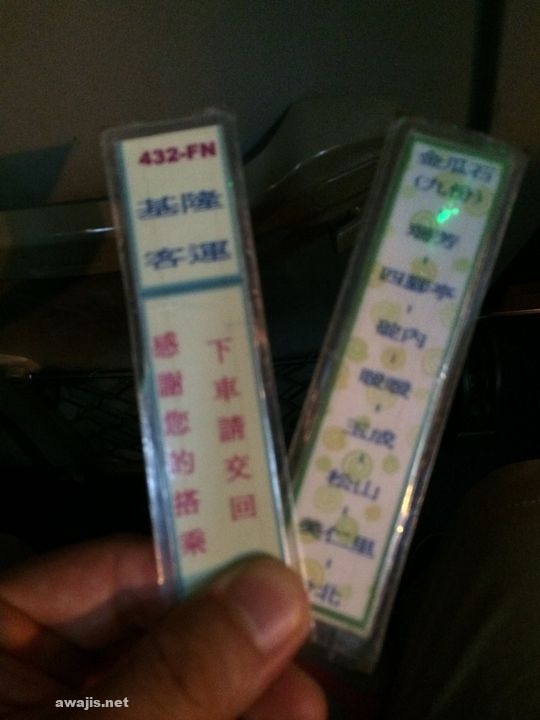 432-FN
基隆
客運
下車請交回
感謝您的搭乘
金瓜石
(九份)
瑞芳
-
四腳亭
-
碇內
-
暖暖
-
玉成
-
松山
-
美仁里
-
台北
awajis.net